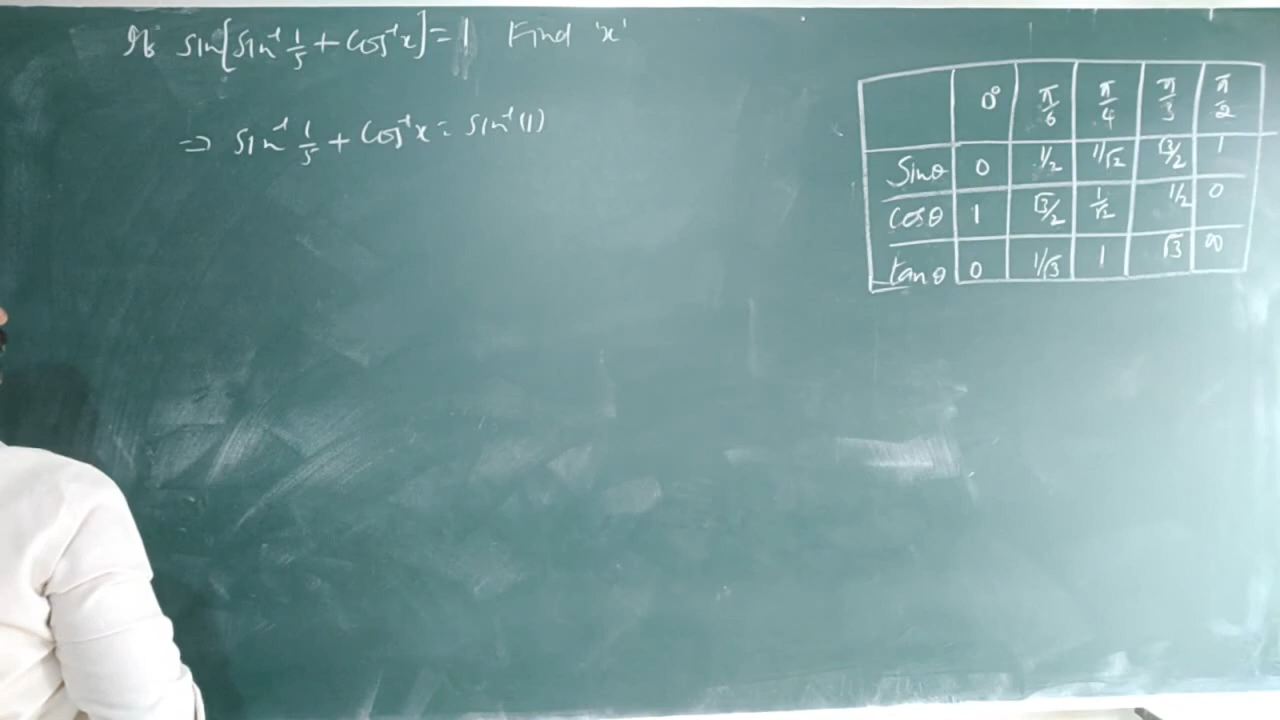 If sin[sin⁻¹ 1/5 + cos⁻¹x] = 1 Find 'x'
⇒ sin⁻¹ 1/5 + cos⁻¹x = sin⁻¹(1)
0° π/6 π/4 π/3 π/2
Sinθ 0 1/2 1/√2 √3/2 1
cosθ 1 √3/2 1/√2 1/2 0
tanθ 0 1/√3 1 √3 ∞